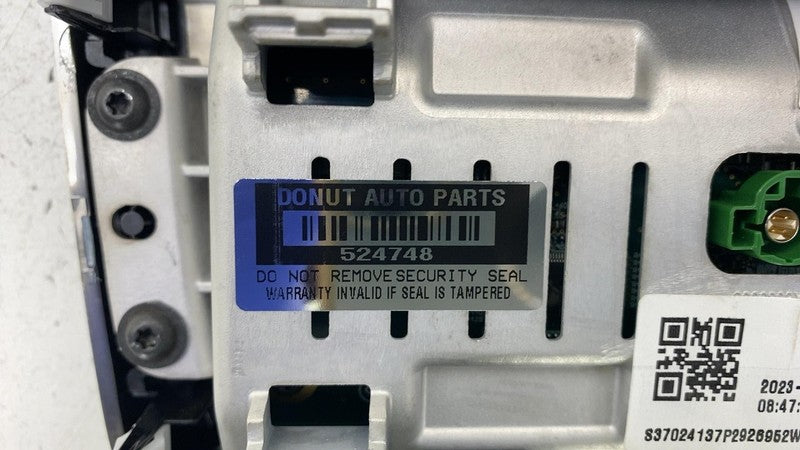 DONUT AUTO PARTS
524748
DO NOT REMOVE SECURITY SEAL
WARRANTY INVALID IF SEAL IS TAMPERED
2023-
08:47:
S37024137P2926952W